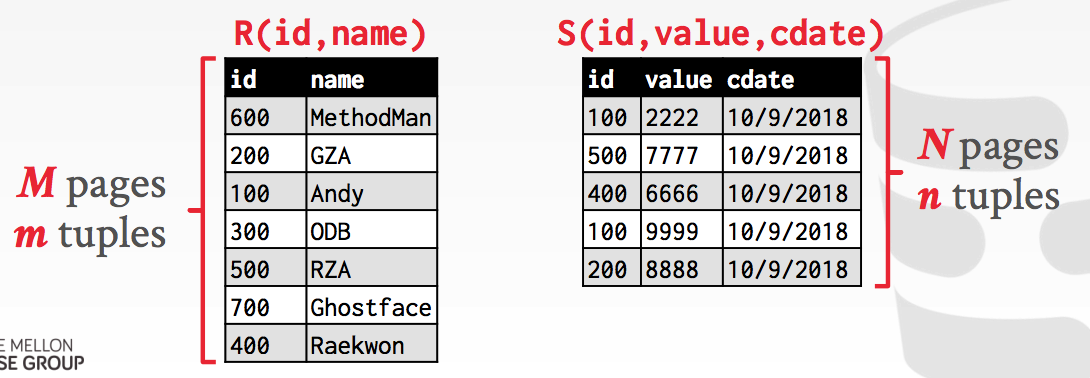 R(id,name)
id name
600 MethodMan
200 GZA
100 Andy
300 ODB
500 RZA
700 Ghostface
400 Raekwon
M pages
m tuples
S(id,value,cdate)
id value cdate
100 2222 10/9/2018
500 7777 10/9/2018
400 6666 10/9/2018
100 9999 10/9/2018
200 8888 10/9/2018
N pages
n tuples
E MELLON
SE GROUP